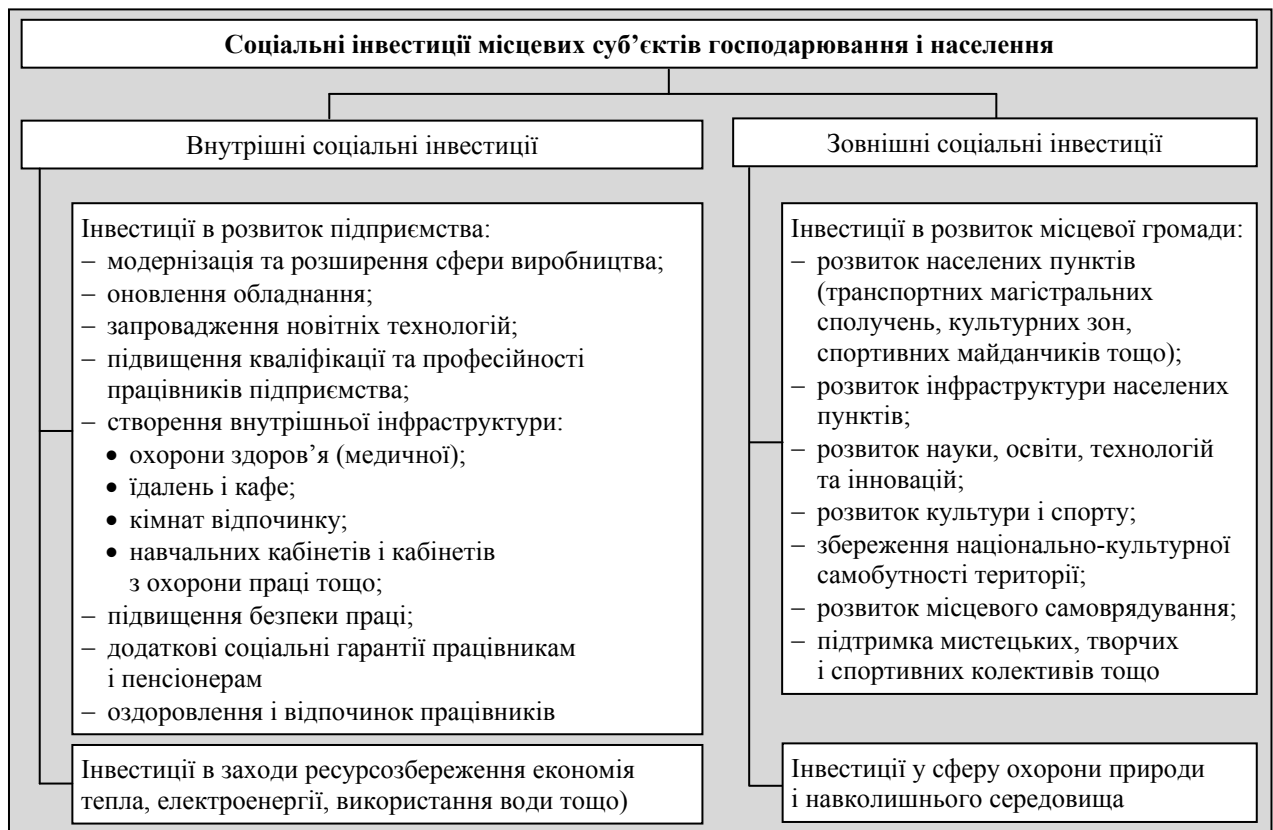 Соціальні інвестиції місцевих суб’єктів господарювання і населення
Внутрішні соціальні інвестиції
Інвестиції в розвиток підприємства:
– модернізація та розширення сфери виробництва;
– оновлення обладнання;
– запровадження новітніх технологій;
– підвищення кваліфікації та професійності
працівників підприємства;
– створення внутрішньої інфраструктури:
• охорони здоров’я (медичної);
• їдалень і кафе;
• кімнат відпочинку;
• навчальних кабінетів і кабінетів
з охорони праці тощо;
– підвищення безпеки праці;
– додаткові соціальні гарантії працівникам
і пенсіонерам
– оздоровлення і відпочинок працівників
Інвестиції в заходи ресурсозбереження економія
тепла, електроенергії, використання води тощо)
Зовнішні соціальні інвестиції
Інвестиції в розвиток місцевої громади:
– розвиток населених пунктів
(транспортних магістральних
сполучень, культурних зон,
спортивних майданчиків тощо);
– розвиток інфраструктури населених
пунктів;
– розвиток науки, освіти, технологій
та інновацій;
– розвиток культури і спорту;
– збереження національно-культурної
самобутності території;
– розвиток місцевого самоврядування;
– підтримка мистецьких, творчих
і спортивних колективів тощо
Інвестиції у сферу охорони природи
і навколишнього середовища